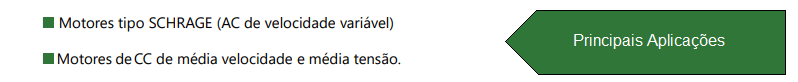 Motores tipo SCHRAGE (AC de velocidade variável)
Principais Aplicações
Motores de CC de média velocidade e média tensão.